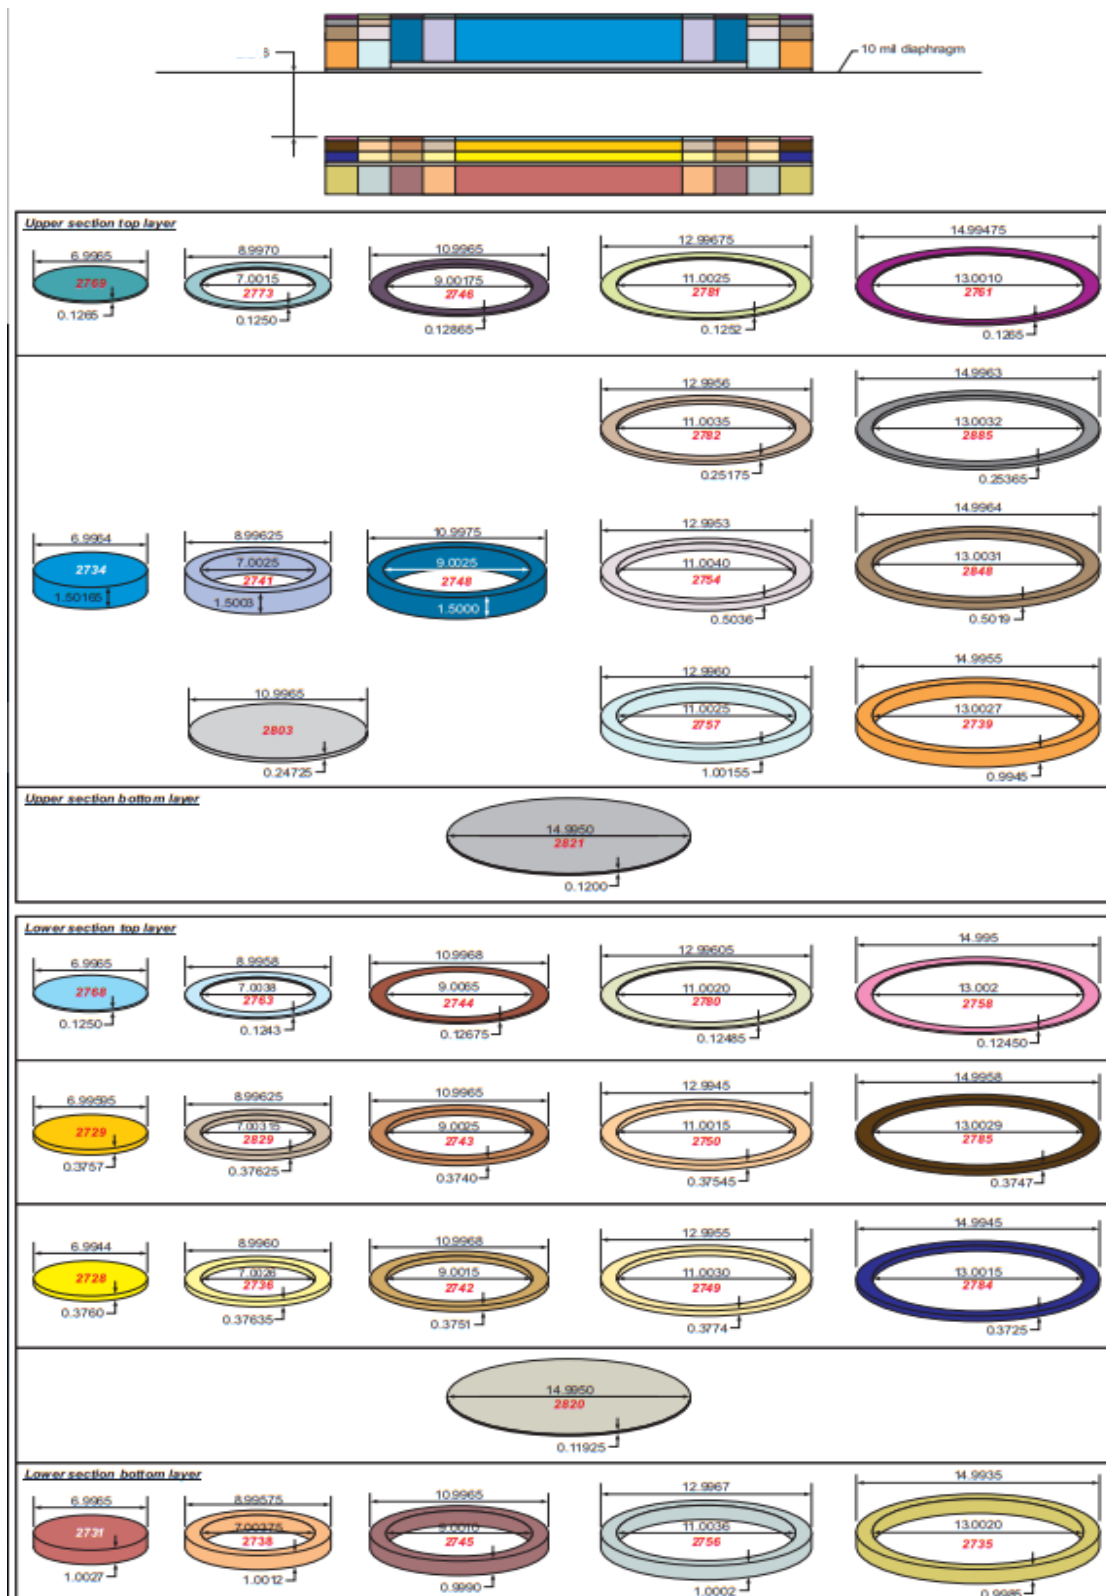 10 mil diaphragm
Upper section top layer
6.9965 8.9970 10.9965 12.99675 14.99475
2769 7.0015 9.00175 11.0025 13.0010
2773 2746 2781 2761
0.1265 0.1250 0.12865 0.1252 0.1265
12.9956 14.9963
11.0035 13.0032
2782 2885
0.25175 0.25365
6.9964 8.99625 10.9975 12.9953 14.9964
2734 7.0025 9.0025 11.0040 13.0031
2741 2748 2754 2848
1.50165 1.5003 1.5000 0.5036 0.5019
10.9965 12.9960 14.9955
2803 11.0025 13.0027
2757 2739
0.24725 1.00155 0.9945
Upper section bottom layer
14.9950
2821
0.1200
Lower section top layer
6.9965 8.9958 10.9968 12.99605 14.995
2768 7.0038 9.0065 11.0020 13.002
2763 2744 2780 2758
0.1250 0.1243 0.12675 0.12485 0.12450
6.99595 8.99625 10.9965 12.9945 14.9958
2729 7.00315 9.0025 11.0015 13.0029
2829 2743 2750 2785
0.3757 0.37625 0.3740 0.37545 0.3747
6.9944 8.9960 10.9968 12.9955 14.9945
2728 7.0026 9.0015 11.0030 13.0015
2736 2742 2749 2784
0.3760 0.37635 0.3751 0.3774 0.3725
14.9950
2820
0.11925
Lower section bottom layer
6.9965 8.99575 10.9965 12.9967 14.9935
2731 7.00375 9.0010 11.0036 13.0020
2738 2745 2756 2735
1.0027 1.0012 0.9990 1.0002 0.9985